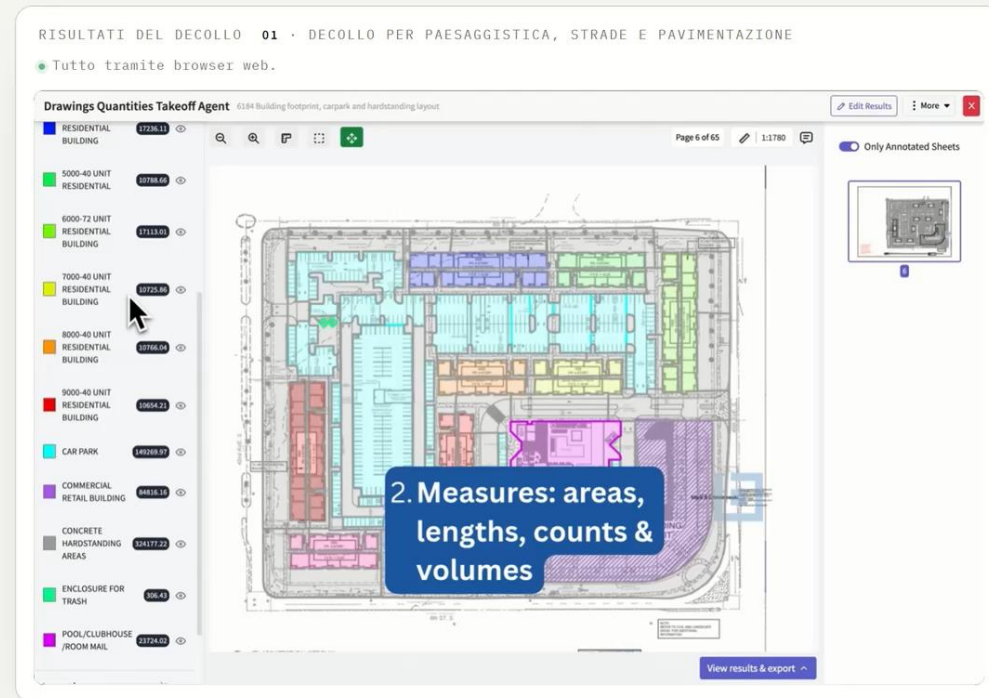 RISULTATI DEL DECOLLO 01 · DECOLLO PER PAESAGGISTICA, STRADE E PAVIMENTAZIONE
Tutto tramite browser web.
Drawings Quantities Takeoff Agent 6184 Building footprint, carpark and hardstanding layout
Edit Results
More
X
RESIDENTIAL
BUILDING
17236.11
5000-40 UNIT
RESIDENTIAL
10788.66
6000-72 UNIT
RESIDENTIAL
BUILDING
17113.01
7000-40 UNIT
RESIDENTIAL
BUILDING
10725.86
8000-40 UNIT
RESIDENTIAL
BUILDING
10766.04
9000-40 UNIT
RESIDENTIAL
BUILDING
10654.21
CAR PARK
149269.97
COMMERCIAL
RETAIL BUILDING
84816.16
CONCRETE
HARDSTANDING
AREAS
324177.22
ENCLOSURE FOR
TRASH
306.43
POOL/CLUBHOUSE
/ROOM MAIL
23724.02
Page 6 of 65
1:1780
2. Measures: areas,
lengths, counts &
volumes
View results & export
Only Annotated Sheets
6